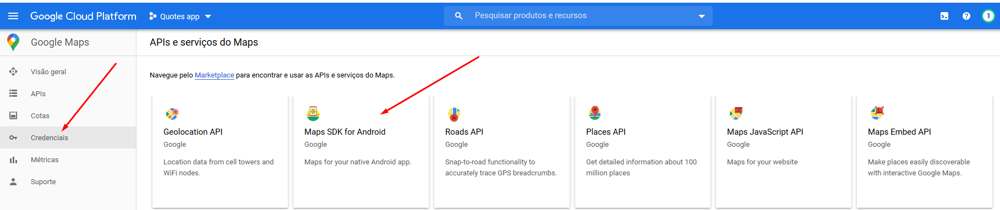 Google Cloud Platform
Quotes app
Pesquisar produtos e recursos
?
1
Google Maps
APIs e serviços do Maps
Visão geral
APIs
Cotas
Credenciais
Métricas
Suporte
Navegue pelo Marketplace para encontrar e usar as APIs e serviços do Maps.
Geolocation API
Google
Location data from cell towers and
WiFi nodes.
Maps SDK for Android
Google
Maps for your native Android app.
Roads API
Google
Snap-to-road functionality to
accurately trace GPS breadcrumbs.
Places API
Google
Get detailed information about 100
million places
Maps JavaScript API
Google
Maps for your website
Maps Embed API
Google
Make places easily discoverable
with interactive Google Maps.